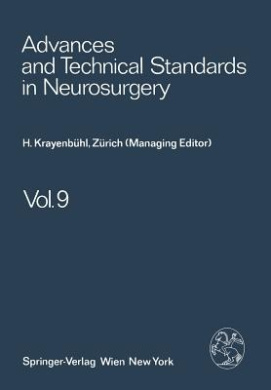 Advances
and Technical Standards
in Neurosurgery
H. Krayenbühl, Zürich (Managing Editor)
Vol. 9
Springer-Verlag Wien New York